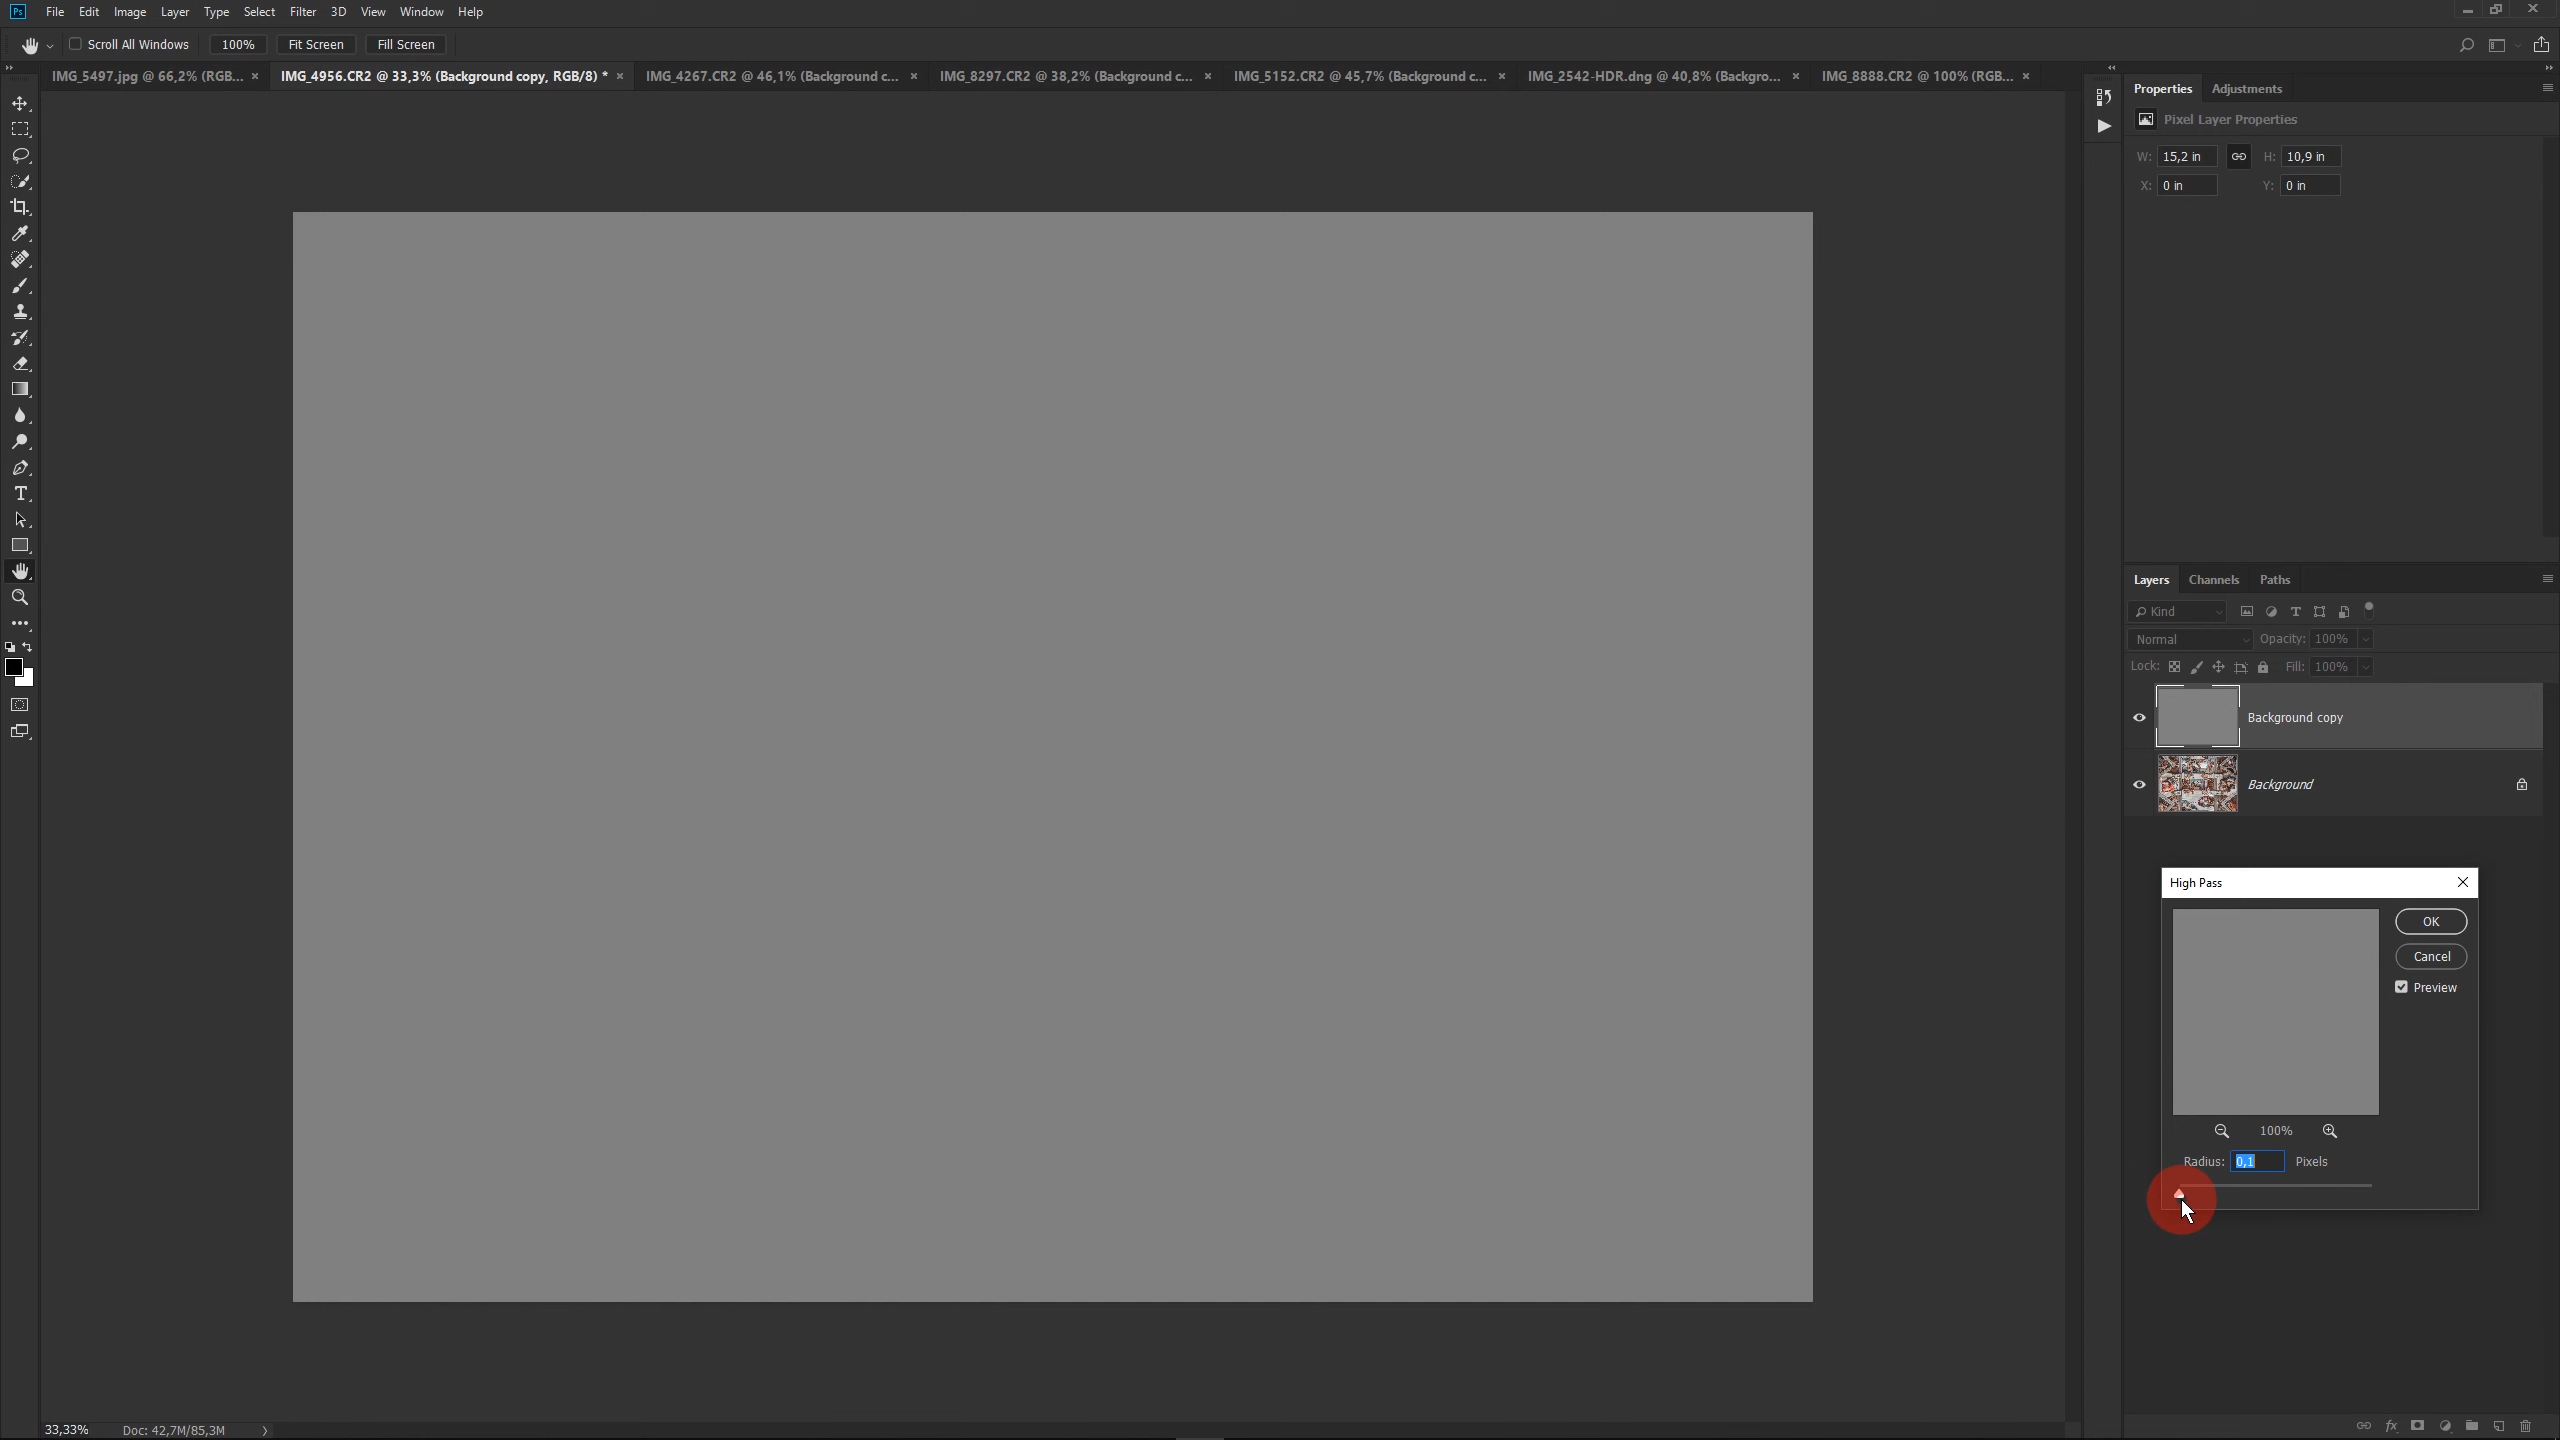 Ps File Edit Image Layer Type Select Filter 3D View Window Help
Scroll All Windows 100% Fit Screen Fill Screen
IMG_5497.jpg @ 66,2% (RGB... × IMG_4956.CR2 @ 33,3% (Background copy, RGB/8) * × IMG_4267.CR2 @ 46,1% (Background c... × IMG_8297.CR2 @ 38,2% (Background c... × IMG_5152.CR2 @ 45,7% (Background c... × IMG_2542-HDR.dng @ 40,8% (Backgro... × IMG_8888.CR2 @ 100% (RGB... ×
Properties Adjustments
Pixel Layer Properties
W: 15,2 in H: 10,9 in
X: 0 in Y: 0 in
Layers Channels Paths
Kind
Normal Opacity: 100%
Lock: Fill: 100%
Background copy
Background
High Pass
OK
Cancel
Preview
100%
Radius: 0,1 Pixels
33,33% Doc: 42,7M/85,3M